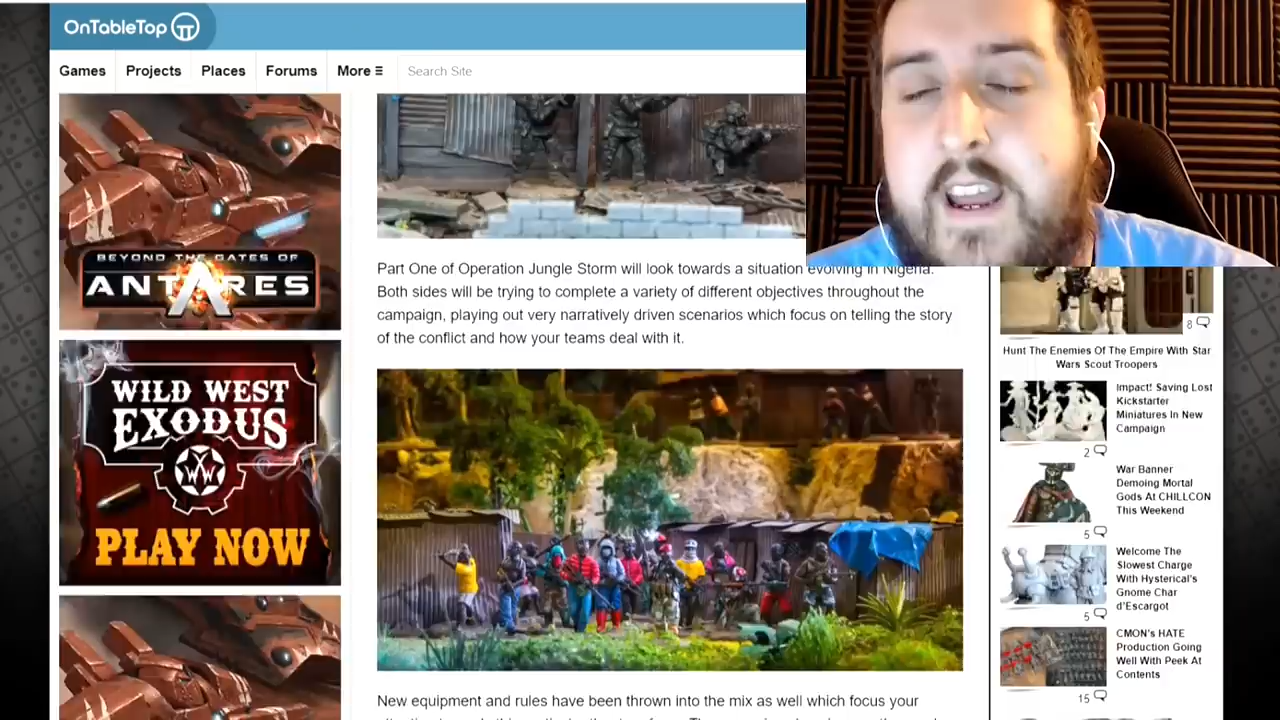 OnTableTop
Games
Projects
Places
Forums
More
Search Site
BEYOND THE GATES OF
ANTARES
WILD WEST
EXODUS
PLAY NOW
Part One of Operation Jungle Storm will look towards a situation evolving in Nigeria.
Both sides will be trying to complete a variety of different objectives throughout the
campaign, playing out very narratively driven scenarios which focus on telling the story
of the conflict and how your teams deal with it.
New equipment and rules have been thrown into the mix as well which focus your
8
Hunt The Enemies Of The Empire With Star
Wars Scout Troopers
Impact! Saving Lost
Kickstarter
Miniatures In New
Campaign
2
War Banner
Demoing Mortal
Gods At CHILLCON
This Weekend
5
Welcome The
Slowest Charge
With Hysterical's
Gnome Char
d'Escargot
5
CMON's HATE
Production Going
Well With Peek At
Contents
15